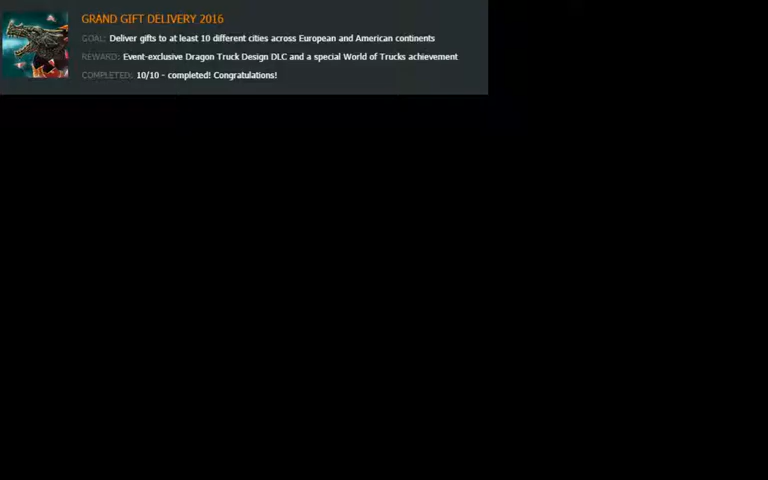 GRAND GIFT DELIVERY 2016
GOAL: Deliver gifts to at least 10 different cities across European and American continents
REWARD: Event-exclusive Dragon Truck Design DLC and a special World of Trucks achievement
COMPLETED: 10/10 - completed! Congratulations!